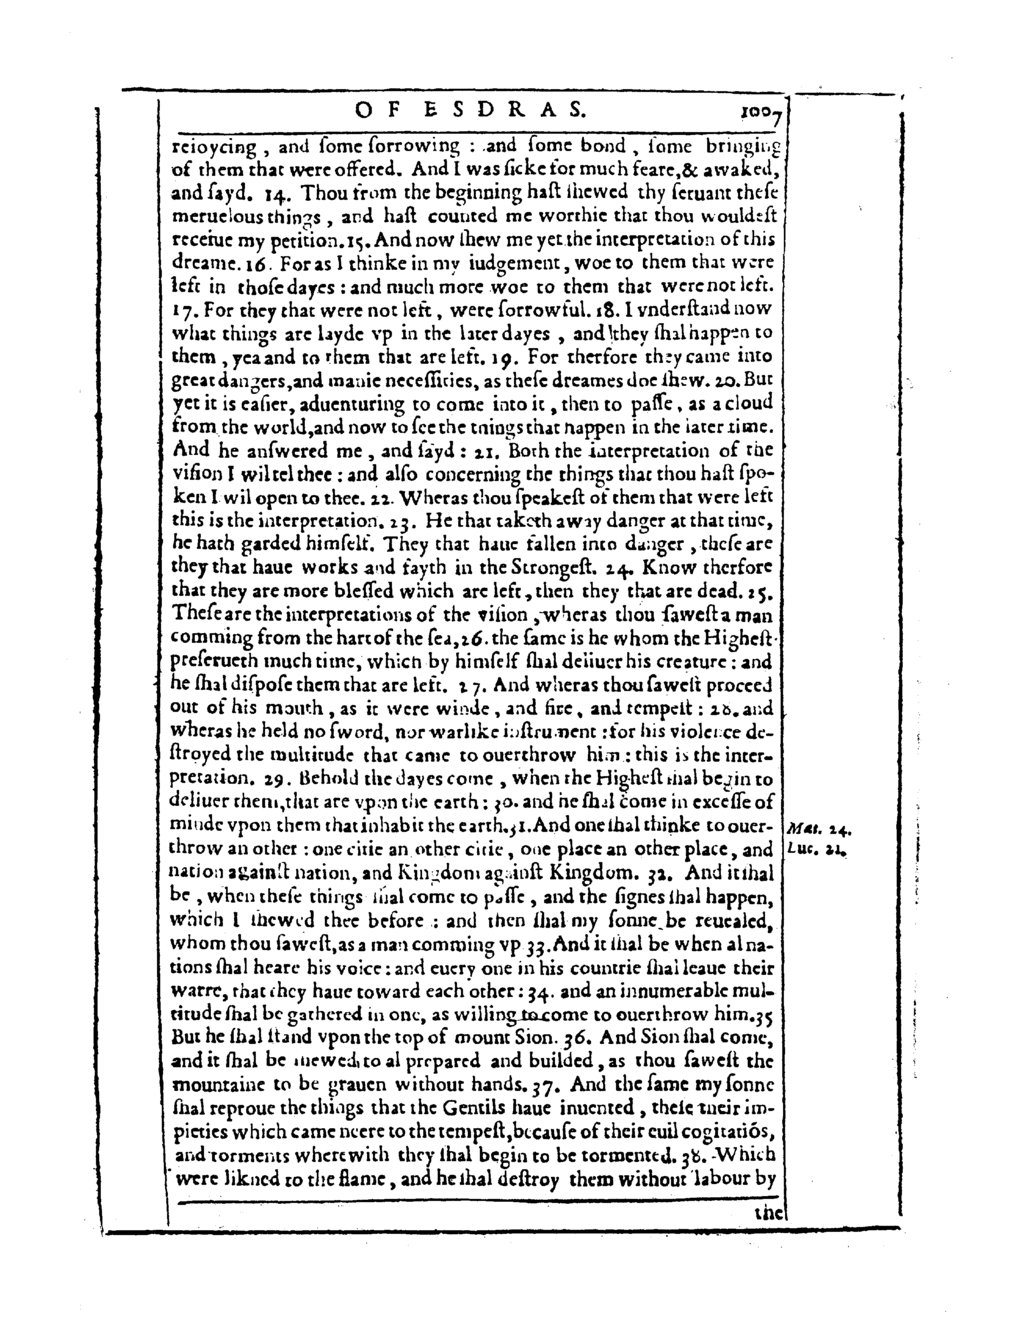 OF ESDRAS. 1007
reioycing, and ſome ſorrowing : and ſome bond, ſome bringing
of them that were offered. And I was ſicke for much feare,& awaked,
and ſayd. 14. Thou from the beginning haſt ſhewed thy ſeruant theſe
meruelous things, and haſt counted me worthie that thou wouldeſt
receiue my petition. 15. And now ſhew me yet the interpretation of this
dreame. 16. For as I thinke in my iudgement, woe to them that were
left in thoſe dayes : and much more woe to them that were not left.
17. For they that were not left, were ſorrowful. 18. I vnderſtand now
what things are layde vp in the later dayes, and they ſhal happen to
them, yea and to them that are left. 19. For therfore they came into
great dangers,and manie neceſſities, as theſe dreames doe ſhew. 20. But
yet it is eaſier, aduenturing to come into it, then to paſſe, as a cloud
from the world,and now to ſee the things that happen in the later time.
And he anſwered me, and ſayd : 21. Both the interpretation of the
viſion I wil tel thee : and alſo concerning the things that thou haſt ſpo-
ken I wil open to thee. 22. Wheras thou ſpeakeſt of them that were left
this is the interpretation. 23. He that taketh away danger at that time,
he hath garded himſelf. They that haue fallen into danger, theſe are
they that haue works and fayth in the Strongeſt. 24. Know therfore
that they are more bleſſed which are left, then they that are dead. 25.
Theſe are the interpretations of the viſion, wheras thou ſaweſt a man
comming from the hart of the ſea, 26. the ſame is he whom the Higheſt
preſerueth much time, which by himſelf ſhal deliuer his creature : and
he ſhal diſpoſe them that are left. 27. And wheras thou ſaweſt proceed
out of his mouth, as it were winde, and fire, and tempeſt : 28. and
wheras he held no ſword, nor warlike inſtrument : for his violence de-
ſtroyed the multitude that came to ouerthrow him : this is the inter-
pretation. 29. Behold the dayes come, when the Higheſt ſhal begin to
deliuer them,that are vpon the earth : 30. and he ſhal come in exceſſe of
minde vpon them that inhabit the earth. 31. And one ſhal thinke to ouer-
throw an other : one citie an other citie, one place an other place, and
nation againſt nation, and Kingdom againſt Kingdom. 32. And it ſhal
be, when theſe things ſhal come to paſſe, and the ſignes ſhal happen,
which I ſhewed thee before : and then ſhal my ſonne be reuealed,
whom thou ſaweſt,as a man comming vp 33. And it ſhal be when al na-
tions ſhal heare his voice : and euery one in his countrie ſhal leaue their
warre, that they haue toward each other : 34. and an innumerable mul-
titude ſhal be gathered in one, as willing to come to ouerthrow him. 35
But he ſhal ſtand vpon the top of mount Sion. 36. And Sion ſhal come,
and it ſhal be ſhewed to al prepared and builded, as thou ſaweſt the
mountaine to be grauen without hands. 37. And the ſame my ſonne
ſhal reproue the things that the Gentils haue inuented, theſe their im-
pieties which came neere to the tempeſt,becauſe of their euil cogitatiós,
and torments wherewith they ſhal begin to be tormented. 38. Which
were likned to the flame, and he ſhal deſtroy them without labour by
the
Mat. 24.
Luc. 21.